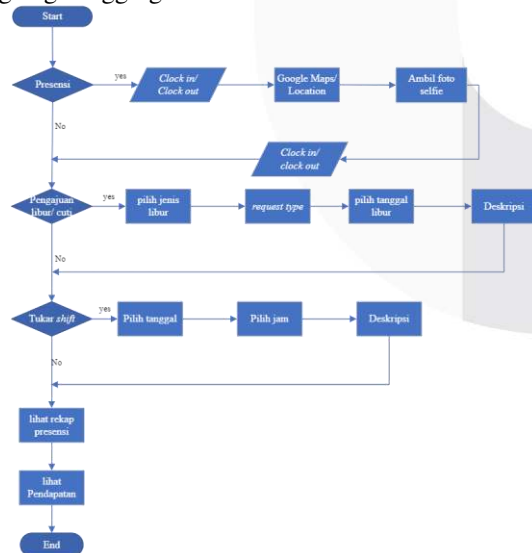 Start
Presensi
yes
Clock in/
Clock out
Google Maps/
Location
Ambil foto
selfie
No
Clock in/
clock out
Pengajuan
libur/ cuti
yes
pilih jenis
libur
request type
pilih tanggal
libur
Deskripsi
No
Tukar shift
yes
Pilih tanggal
Pilih jam
Deskripsi
No
lihat rekap
presensi
lihat
Pendapatan
End